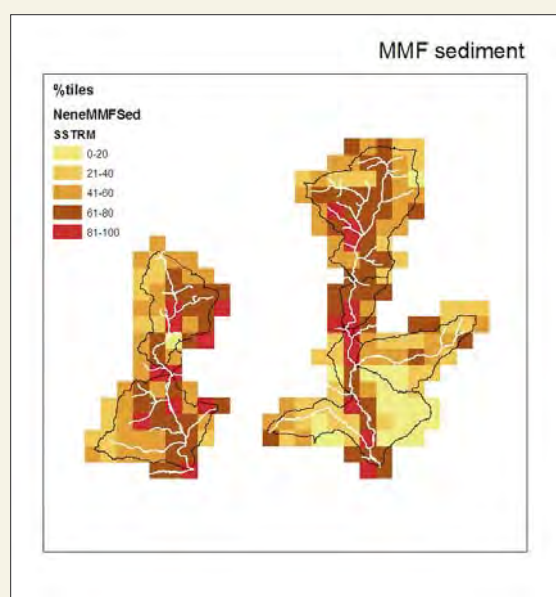 MMF sediment
%tiles
NeneMMFSed
SSTRM
0-20
21-40
41-60
61-80
81-100